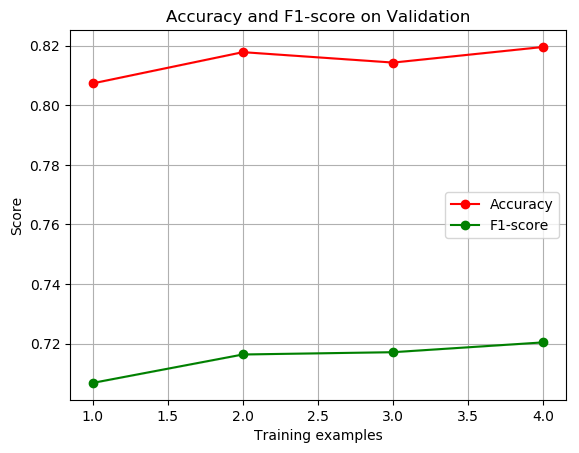 Accuracy and F1-score on Validation
Score
0.82
0.80
0.78
0.76
0.74
0.72
Accuracy
F1-score
1.0 1.5 2.0 2.5 3.0 3.5 4.0
Training examples